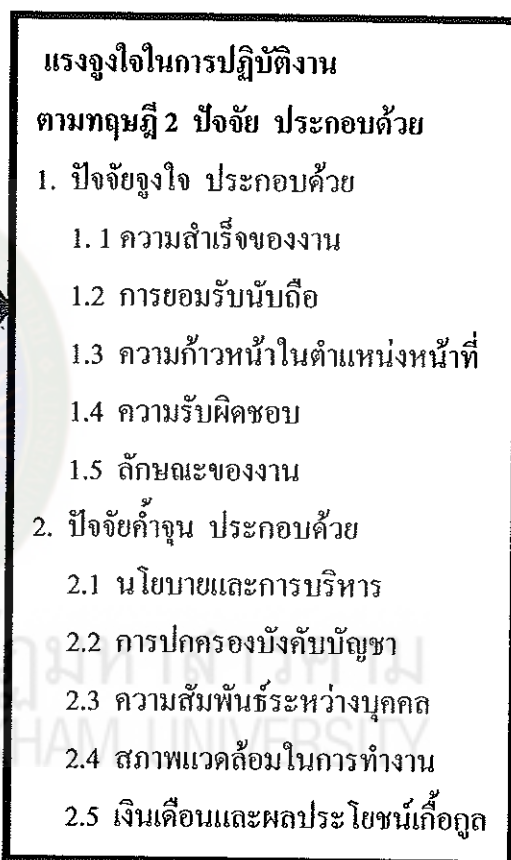 แรงจูงใจในการปฏิบัติงาน
ตามทฤษฎี 2 ปัจจัย ประกอบด้วย
1. ปัจจัยจูงใจ ประกอบด้วย
1. 1 ความสำเร็จของงาน
1.2 การยอมรับนับถือ
1.3 ความก้าวหน้าในตำแหน่งหน้าที่
1.4 ความรับผิดชอบ
1.5 ลักษณะของงาน
2. ปัจจัยค้ำจุน ประกอบด้วย
2.1 นโยบายและการบริหาร
2.2 การปกครองบังคับบัญชา
2.3 ความสัมพันธ์ระหว่างบุคคล
HAM UNIVERSITY
2.4 สภาพแวดล้อมในการทำงาน
2.5 เงินเดือนและผลประโยชน์เกื้อกูล